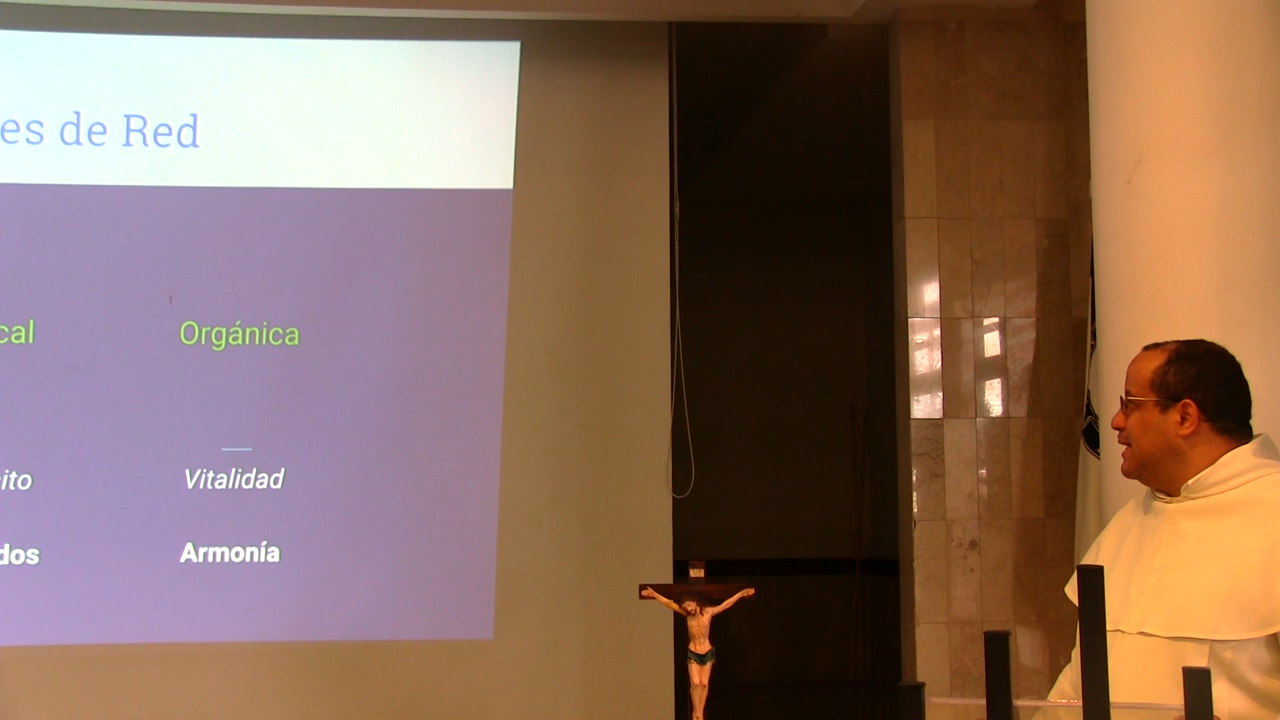 es de Red
cal Orgánica
ito Vitalidad
dos Armonía